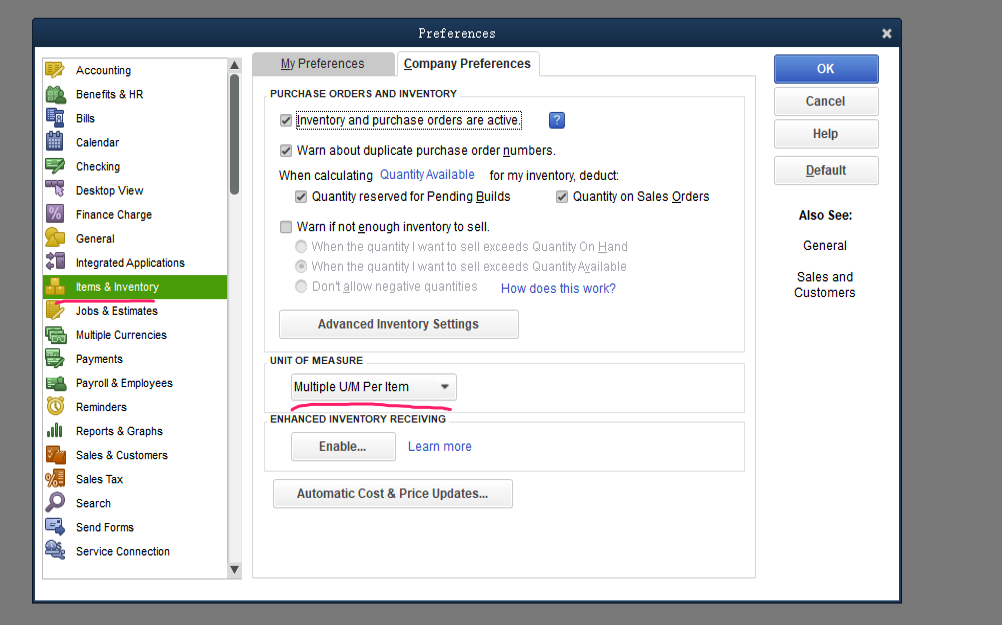 Preferences
Accounting
Benefits & HR
Bills
Calendar
Checking
Desktop View
Finance Charge
General
Integrated Applications
Items & Inventory
Jobs & Estimates
Multiple Currencies
Payments
Payroll & Employees
Reminders
Reports & Graphs
Sales & Customers
Sales Tax
Search
Send Forms
Service Connection
My Preferences
Company Preferences
PURCHASE ORDERS AND INVENTORY
Inventory and purchase orders are active. ?
Warn about duplicate purchase order numbers.
When calculating Quantity Available for my inventory, deduct:
Quantity reserved for Pending Builds
Quantity on Sales Orders
Warn if not enough inventory to sell.
When the quantity I want to sell exceeds Quantity On Hand
When the quantity I want to sell exceeds Quantity Available
Don't allow negative quantities
How does this work?
Advanced Inventory Settings
UNIT OF MEASURE
Multiple U/M Per Item
ENHANCED INVENTORY RECEIVING
Enable...
Learn more
Automatic Cost & Price Updates...
OK
Cancel
Help
Default
Also See:
General
Sales and
Customers